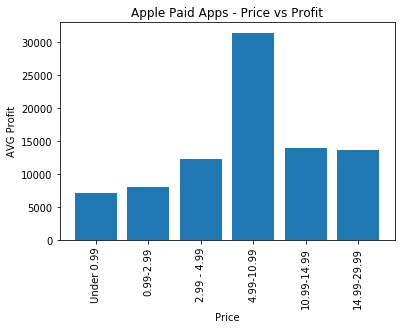 Apple Paid Apps - Price vs Profit
AVG Profit
30000
25000
20000
15000
10000
5000
0
Under 0.99
0.99-2.99
2.99 - 4.99
4.99-10.99
10.99-14.99
14.99-29.99
Price